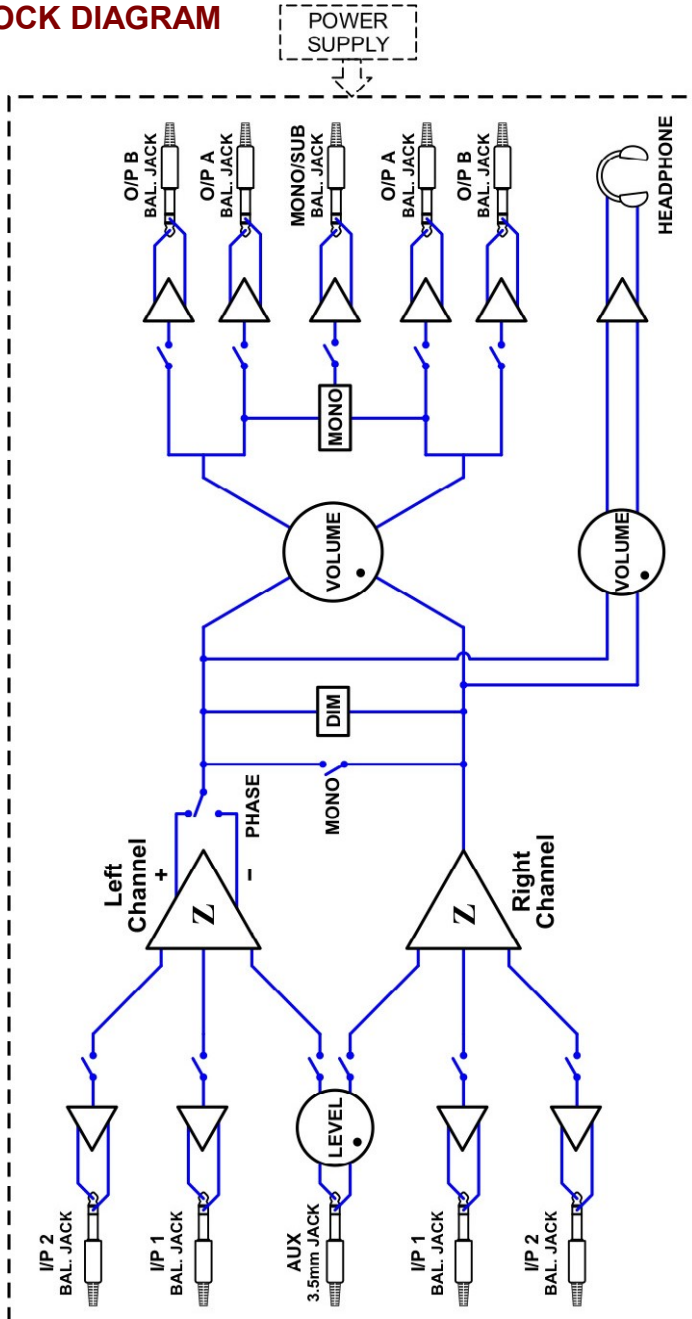 OCK DIAGRAM
POWER
SUPPLY
O/P B
BAL. JACK
O/P A
BAL. JACK
MONO/SUB
BAL. JACK
O/P A
BAL. JACK
O/P B
BAL. JACK
HEADPHONE
MONO
VOLUME
VOLUME
DIM
PHASE
MONO
Left
Channel
+
−
Z
Right
Channel
Z
LEVEL
I/P 2
BAL. JACK
I/P 1
BAL. JACK
AUX
3.5mm JACK
I/P 1
BAL. JACK
I/P 2
BAL. JACK